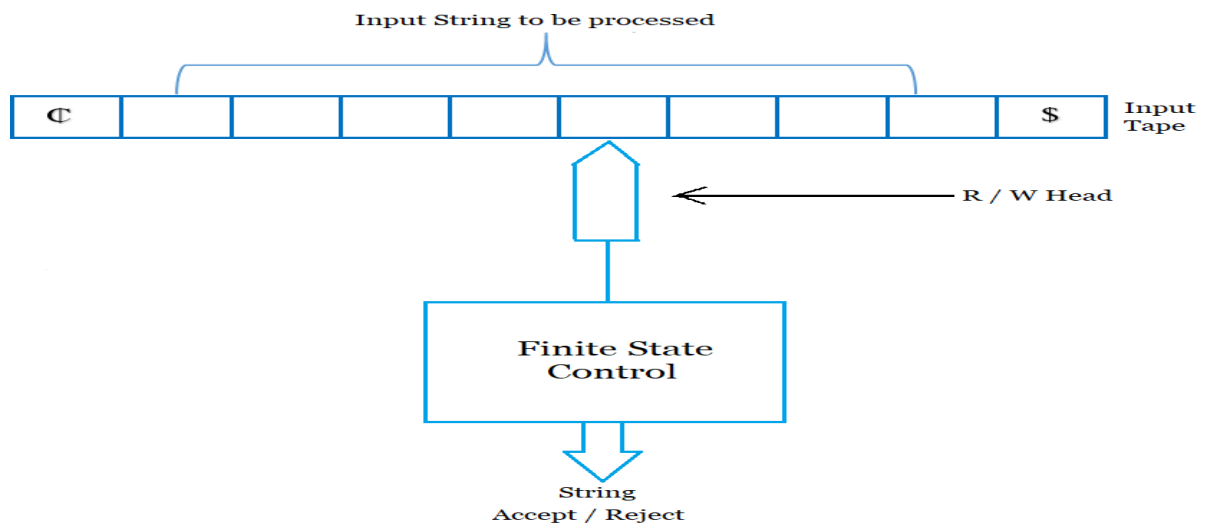 Input String to be processed
₵ $ Input
Tape
R / W Head
Finite State
Control
String
Accept / Reject